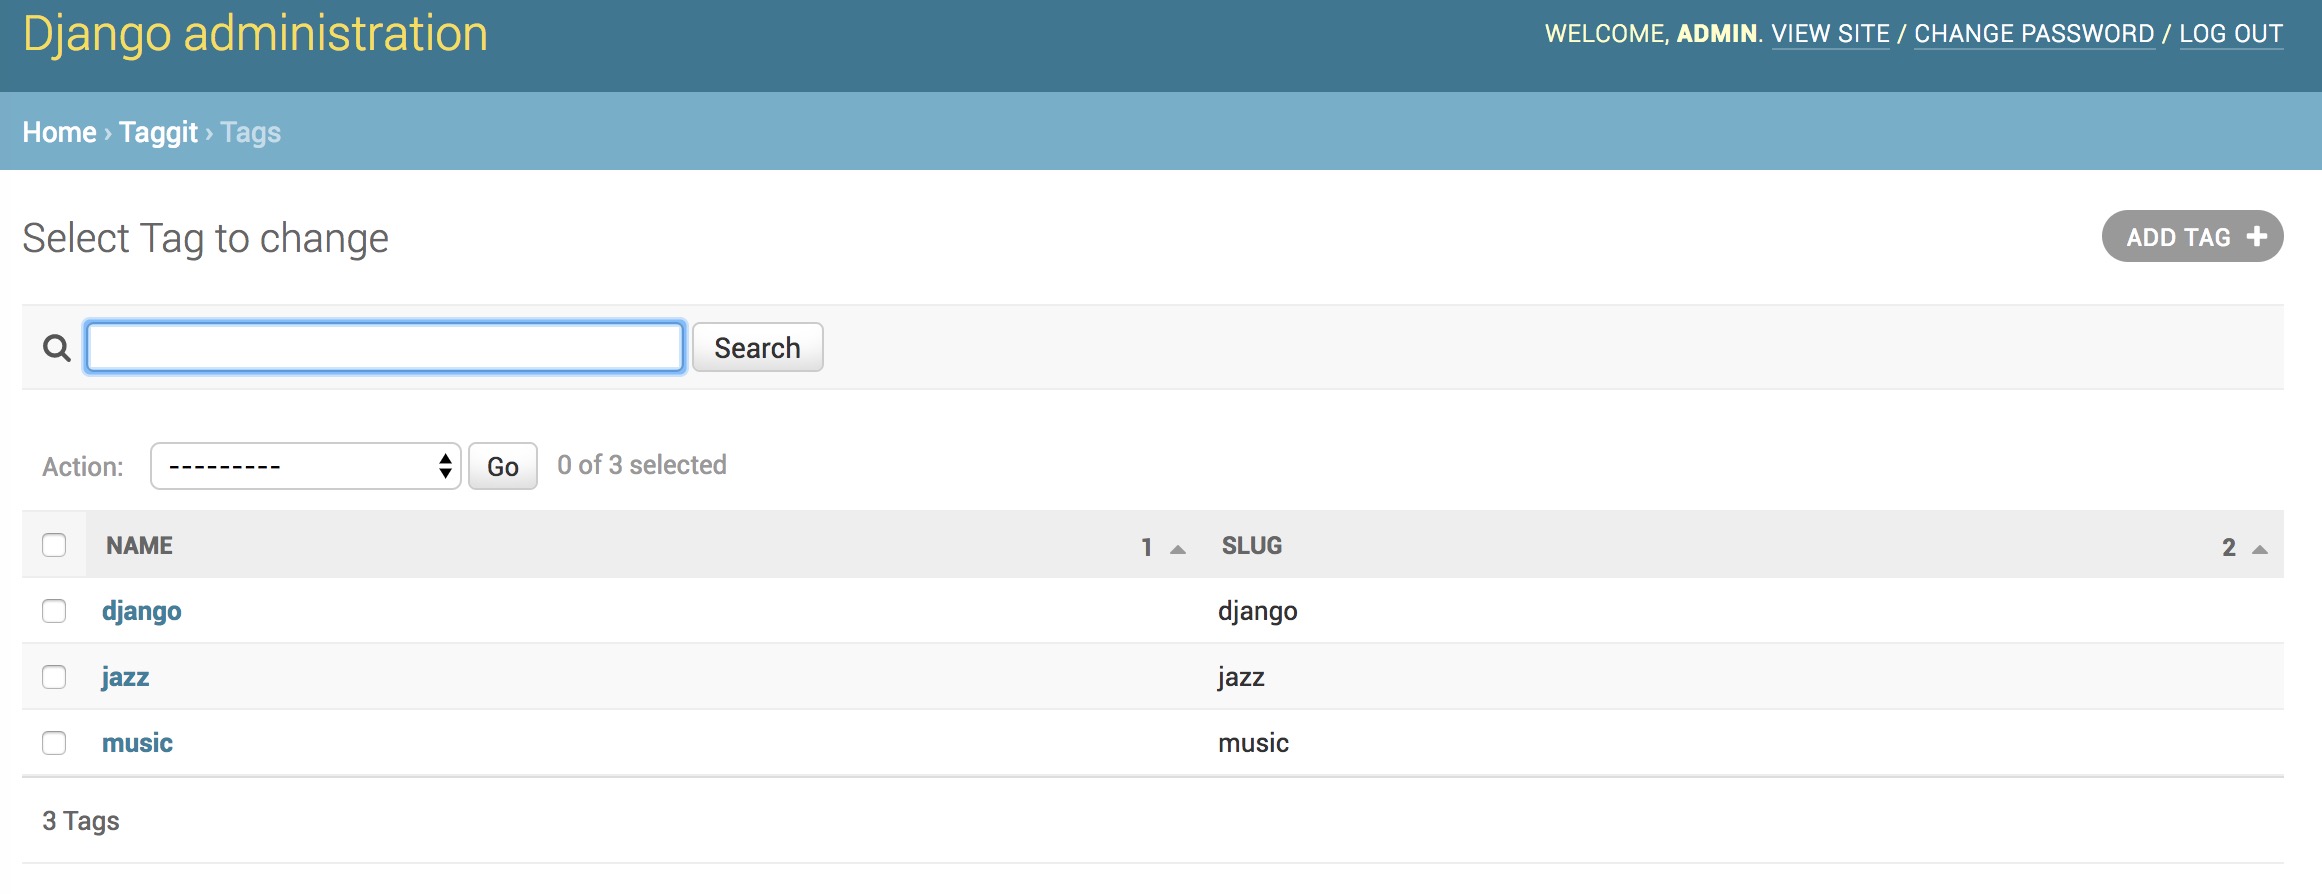 Django administration
WELCOME, ADMIN. VIEW SITE / CHANGE PASSWORD / LOG OUT
Home › Taggit › Tags
Select Tag to change
ADD TAG +
Search
Action: --------- Go 0 of 3 selected
NAME 1 SLUG 2
django django
jazz jazz
music music
3 Tags